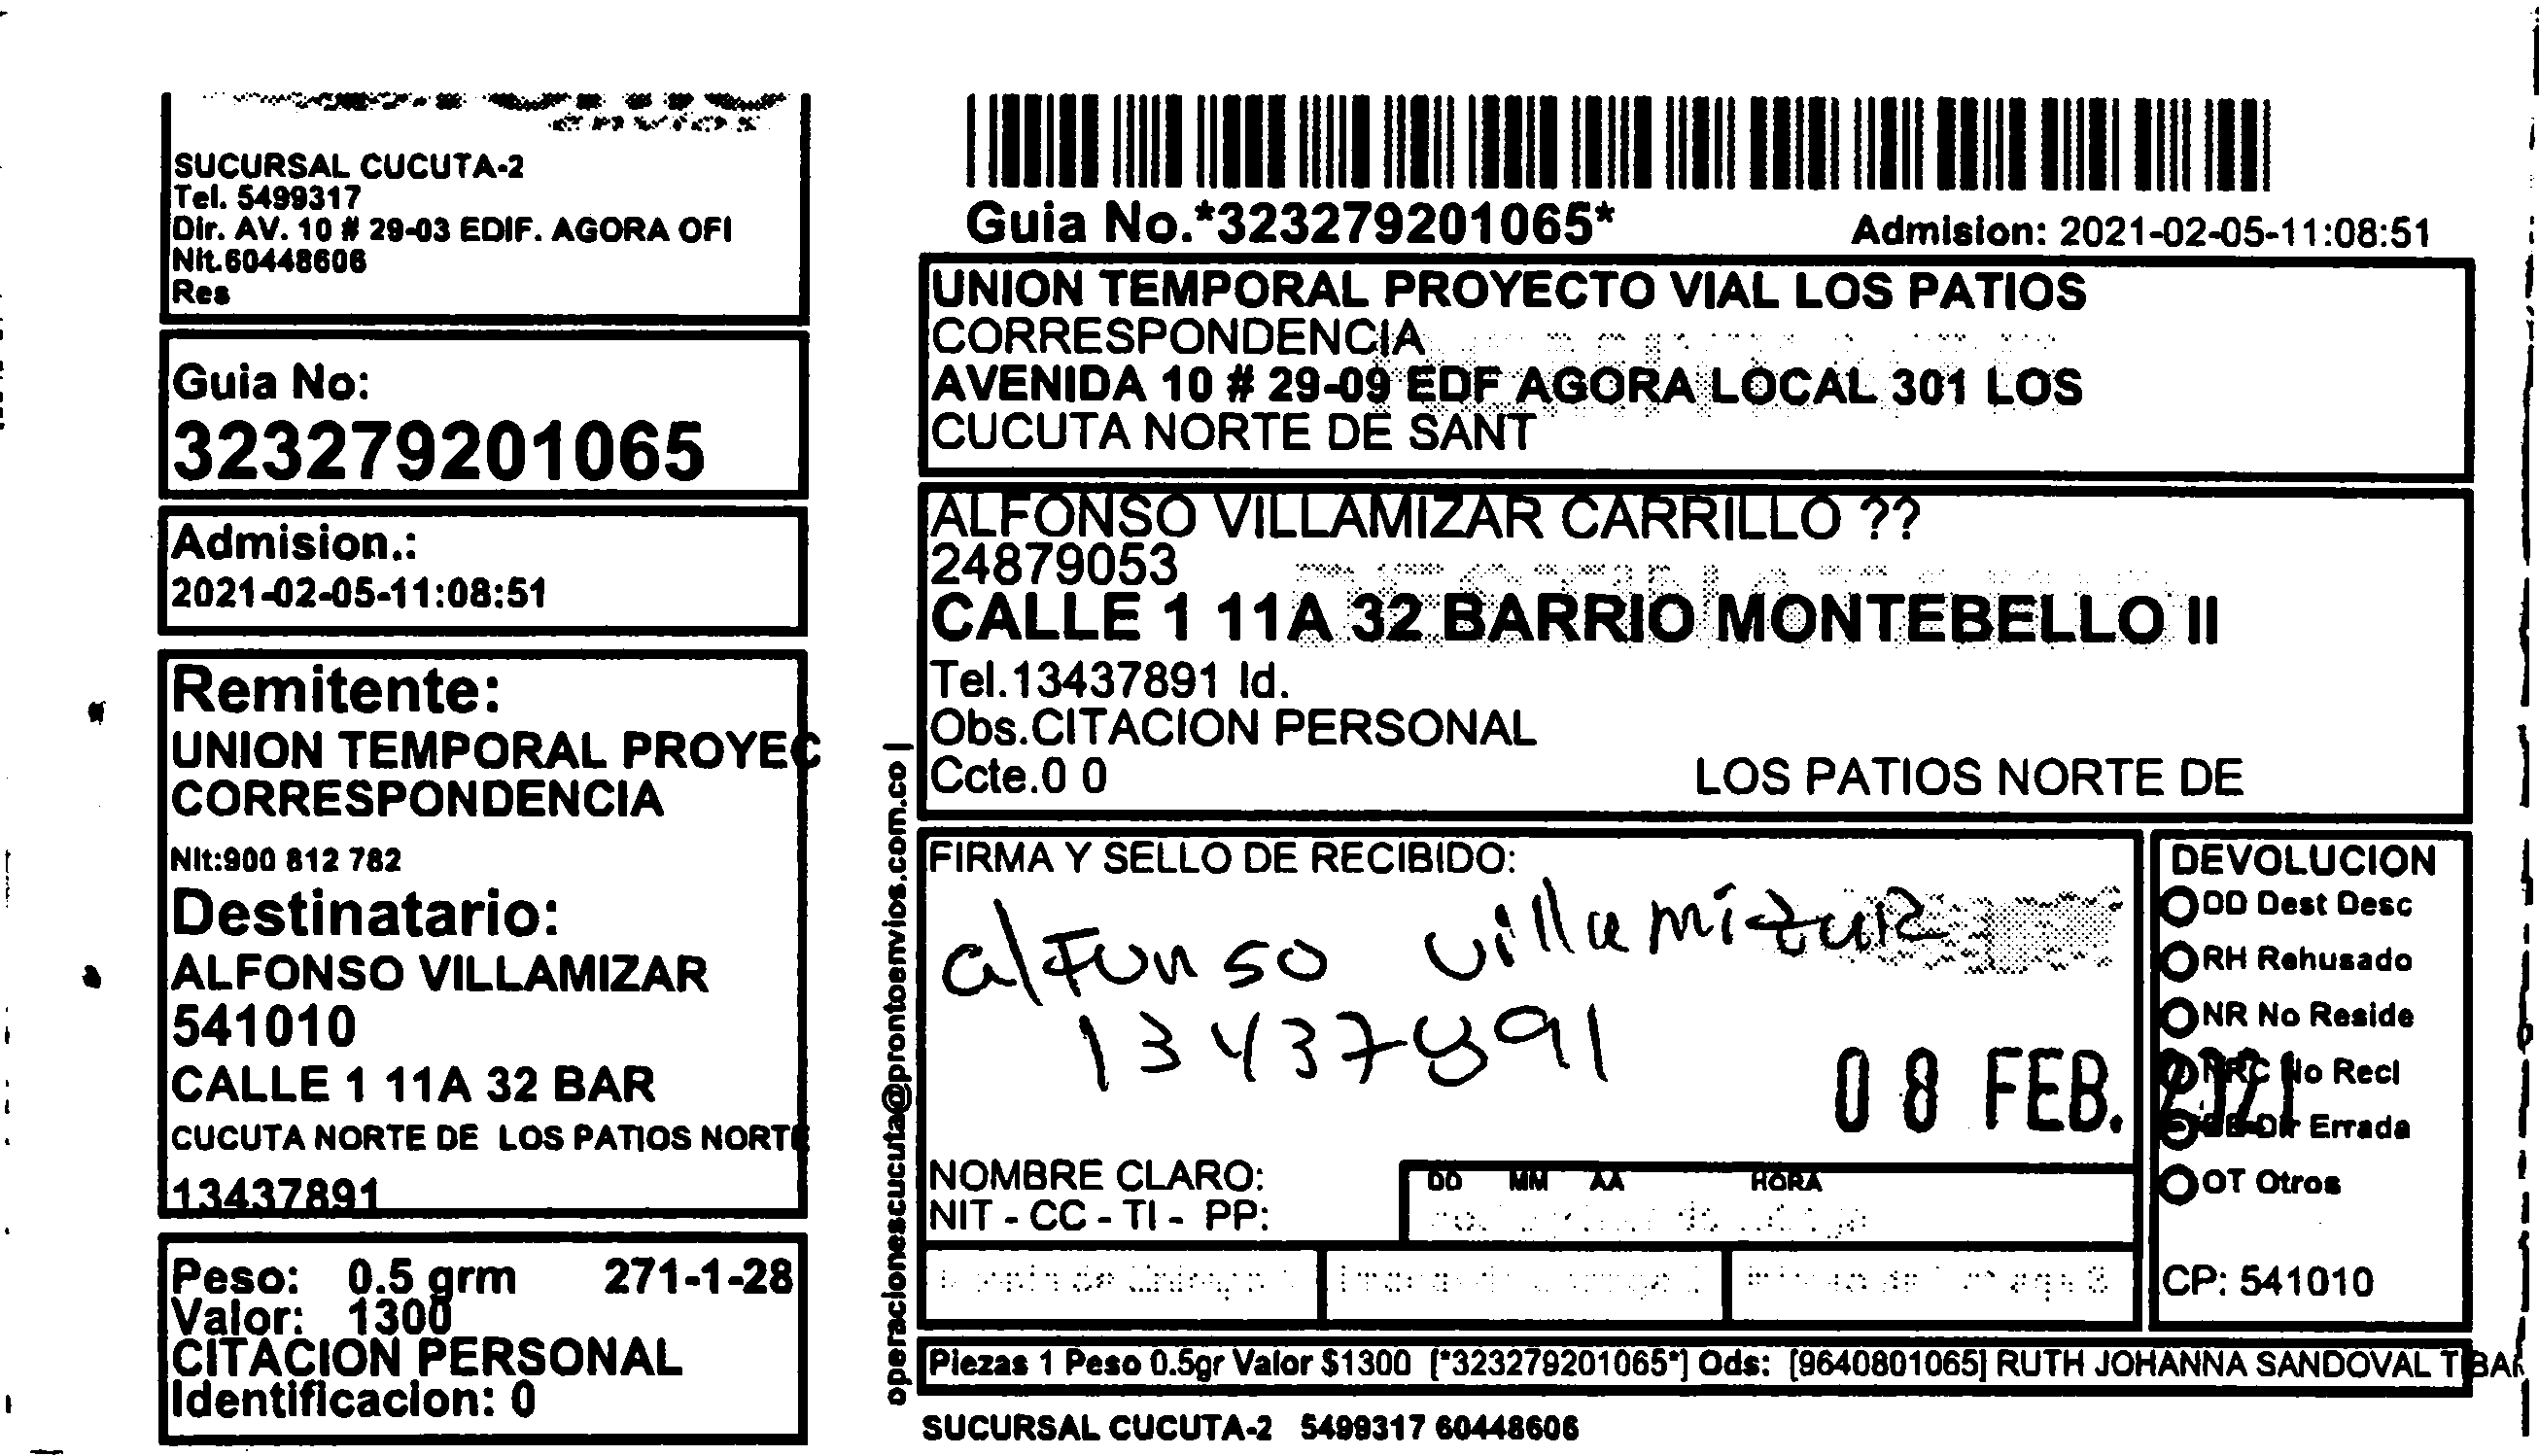 SUCURSAL CUCUTA-2
Tel. 5499317
Dir. AV. 10 # 29-03 EDIF. AGORA OFI
Nit.60448606
Res
Guia No:
323279201065
Admision.:
2021-02-05-11:08:51
Remitente:
UNION TEMPORAL PROYEC
CORRESPONDENCIA
Nit:900 812 782
Destinatario:
ALFONSO VILLAMIZAR
541010
CALLE 1 11A 32 BAR
CUCUTA NORTE DE LOS PATIOS NORTE
13437891
Peso: 0.5 grm 271-1-28
Valor: 1300
CITACION PERSONAL
Identificacion: 0
operacionescucuta@prontoenvios.com.co |
Guia No.*323279201065*
Admision: 2021-02-05-11:08:51
UNION TEMPORAL PROYECTO VIAL LOS PATIOS
CORRESPONDENCIA
AVENIDA 10 # 29-09 EDF AGORA LOCAL 301 LOS
CUCUTA NORTE DE SANT
ALFONSO VILLAMIZAR CARRILLO ??
24879053
CALLE 1 11A 32 BARRIO MONTEBELLO II
Tel.13437891 Id.
Obs.CITACION PERSONAL
Ccte.0 0
LOS PATIOS NORTE DE
FIRMA Y SELLO DE RECIBIDO:
alfonso villamizar
13437891
08 FEB. 2021
NOMBRE CLARO:
NIT - CC - TI - PP:
DD MM AA HORA
DEVOLUCION
DD Dest Desc
RH Rehusado
NR No Reside
NRC No Recl
DE Dir Errada
OT Otros
CP: 541010
Piezas 1 Peso 0.5gr Valor $1300 [*323279201065*] Ods: [9640801065] RUTH JOHANNA SANDOVAL TIBA
SUCURSAL CUCUTA-2 5499317 60448606